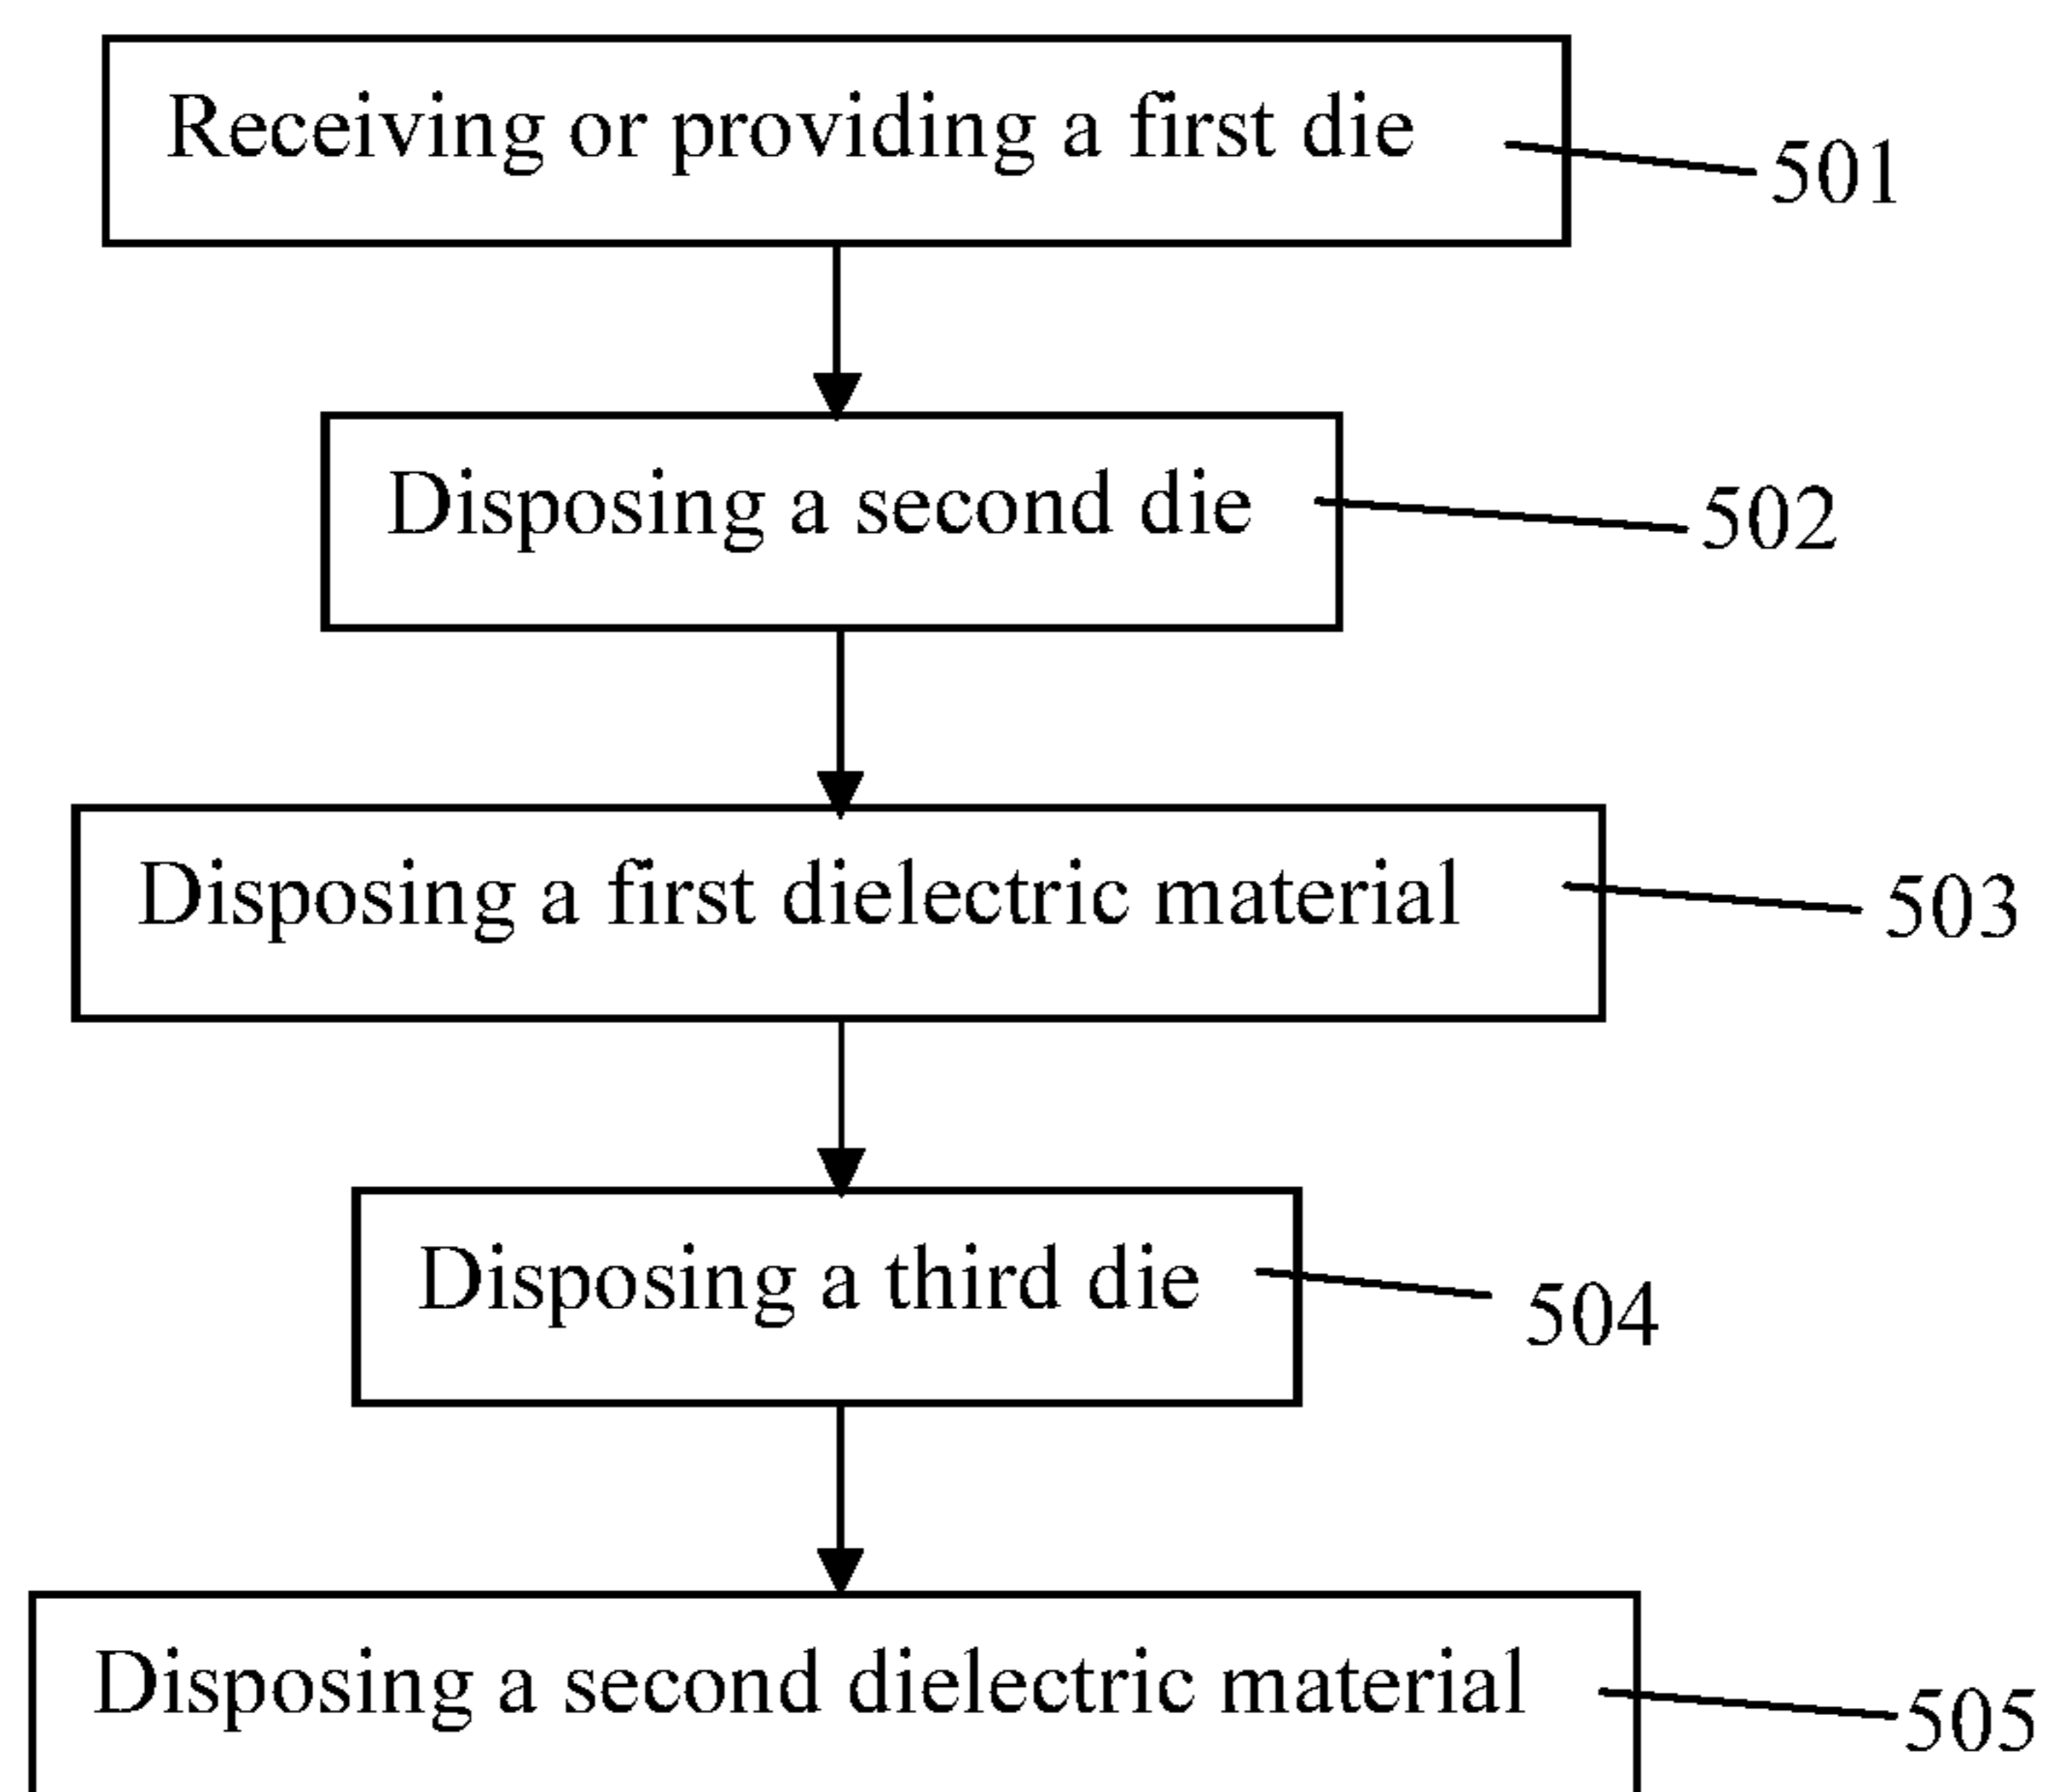 Receiving or providing a first die
501
Disposing a second die
502
Disposing a first dielectric material
503
Disposing a third die
504
Disposing a second dielectric material
505